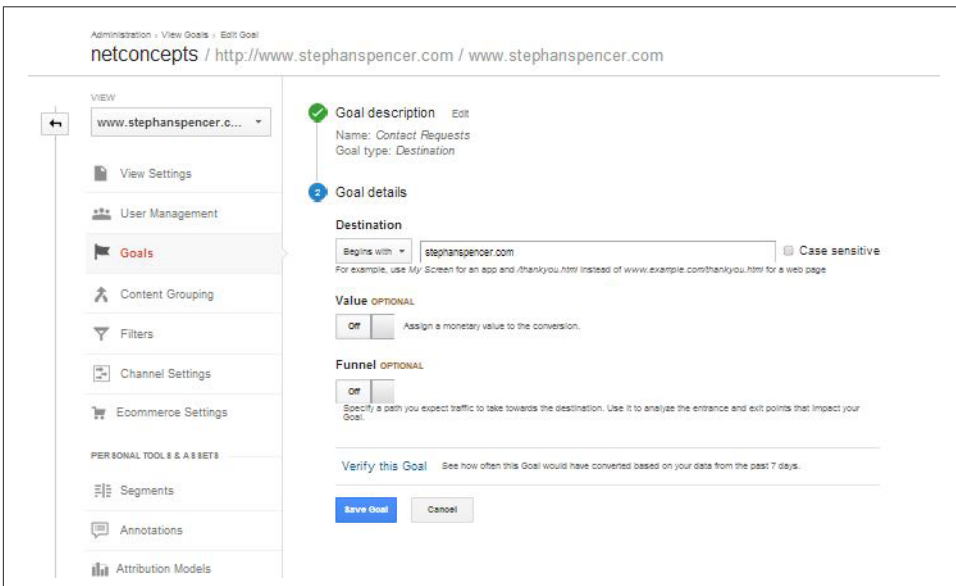 Administration › View Goals › Edit Goal
netconcepts / http://www.stephanspencer.com / www.stephanspencer.com
VIEW
www.stephanspencer.c...
View Settings
User Management
Goals
Content Grouping
Filters
Channel Settings
Ecommerce Settings
PERSONAL TOOLS & ASSETS
Segments
Annotations
Attribution Models
Goal description Edit
Name: Contact Requests
Goal type: Destination
2 Goal details
Destination
Begins with stephanspencer.com Case sensitive
For example, use My Screen for an app and /thankyou.html instead of www.example.com/thankyou.html for a web page
Value OPTIONAL
Off Assign a monetary value to the conversion.
Funnel OPTIONAL
Off
Specify a path you expect traffic to take towards the destination. Use it to analyze the entrance and exit points that impact your
Goal.
Verify this Goal See how often this Goal would have converted based on your data from the past 7 days.
Save Goal Cancel